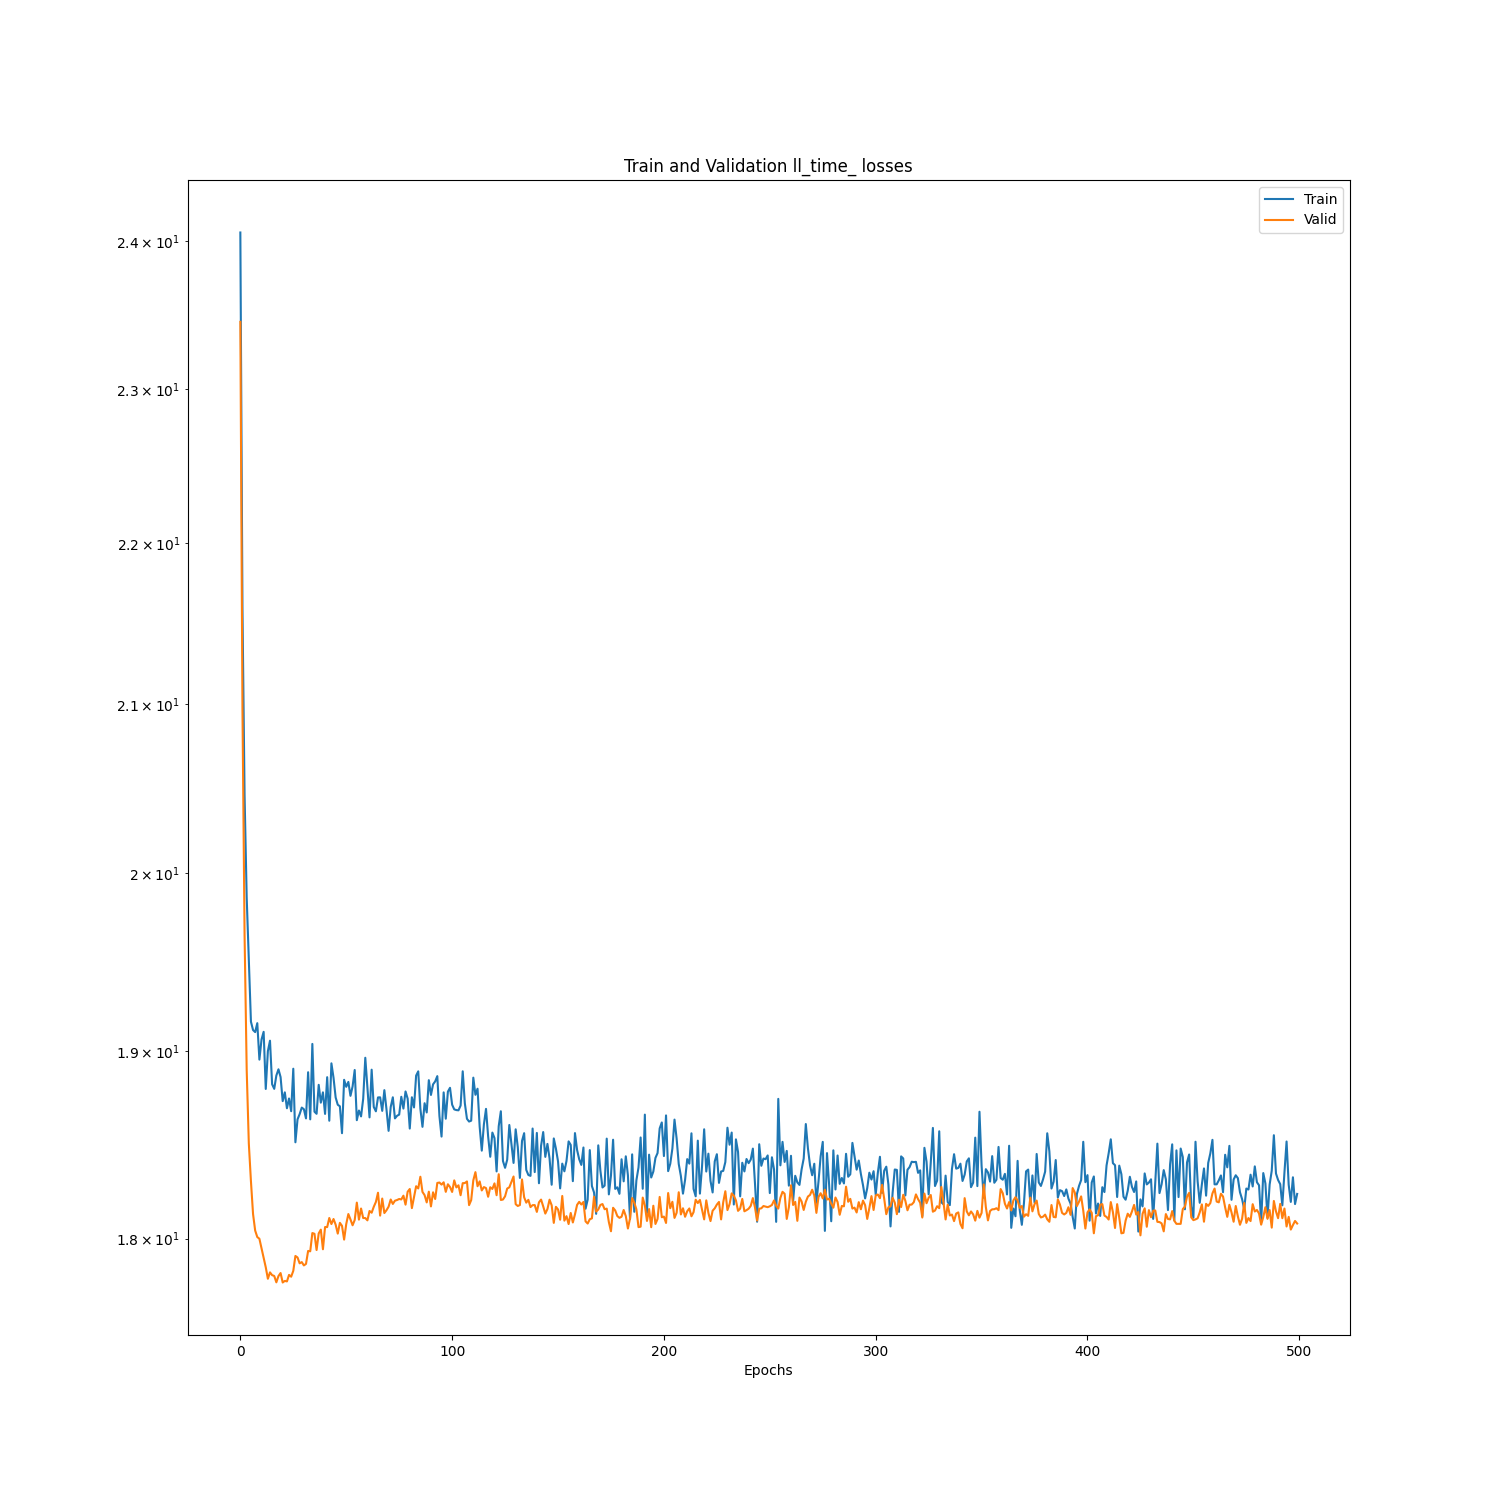 Train and Validation ll_time_ losses
Train
Valid
2.4 × 10¹
2.3 × 10¹
2.2 × 10¹
2.1 × 10¹
2 × 10¹
1.9 × 10¹
1.8 × 10¹
0 100 200 300 400 500
Epochs